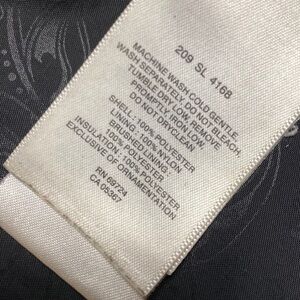 209 SL 4168
MACHINE WASH COLD GENTLE
WASH SEPARATELY, DO NOT BLEACH
TUMBLE DRY LOW, REMOVE
PROMPTLY, IRON LOW
DO NOT DRYCLEAN
SHELL: 100% POLYESTER
LINING: 100% NYLON
BRUSHED LINING:
100% POLYESTER
INSULATION: 100% POLYESTER
EXCLUSIVE OF ORNAMENTATION
RN 69724
CA 05367